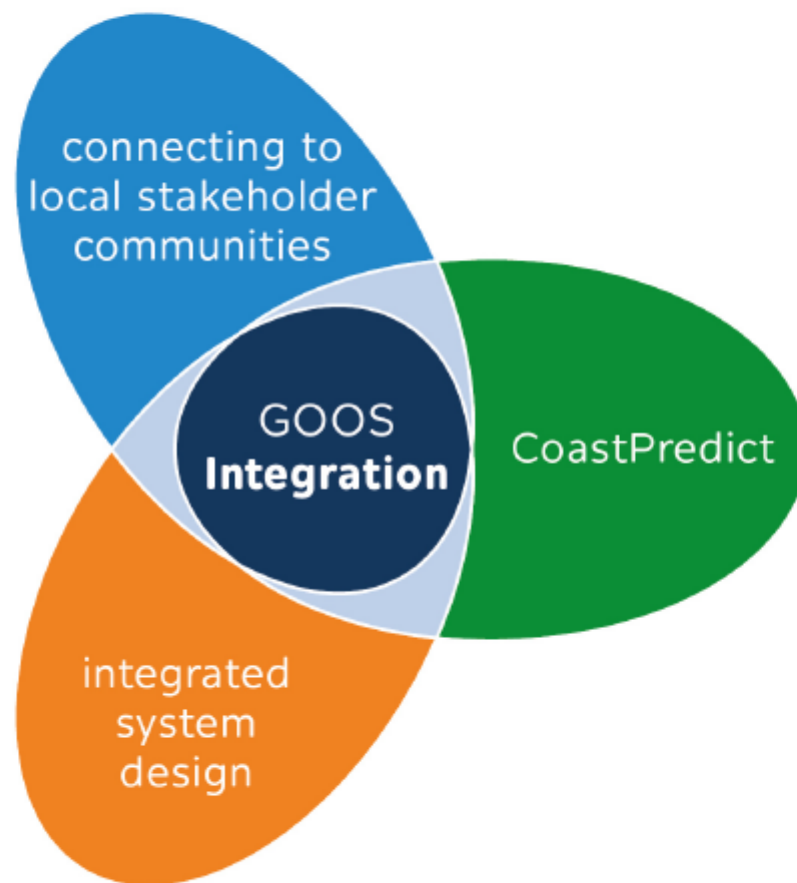 connecting to
local stakeholder
communities
GOOS
Integration
CoastPredict
integrated
system
design